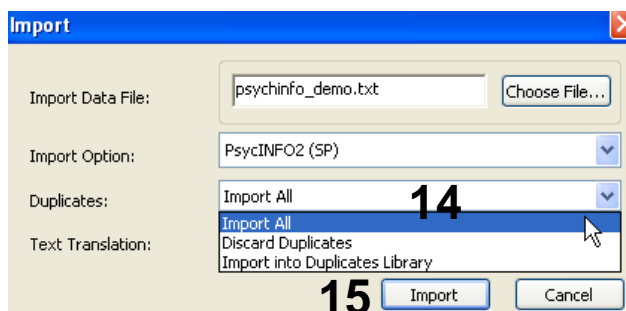 Import
Import Data File: psychinfo_demo.txt Choose File...
Import Option: PsycINFO2 (SP)
Duplicates: Import All 14
Import All
Discard Duplicates
Text Translation:
Import into Duplicates Library
15 Import Cancel